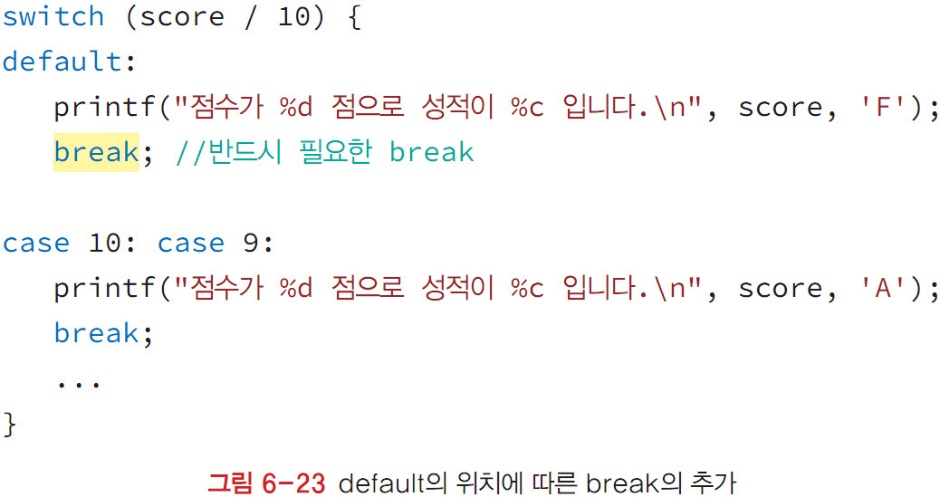 switch (score / 10) {
default:
   printf("점수가 %d 점으로 성적이 %c 입니다.\n", score, 'F');
   break; //반드시 필요한 break

case 10: case 9:
   printf("점수가 %d 점으로 성적이 %c 입니다.\n", score, 'A');
   break;
   ...
}
그림 6-23 default의 위치에 따른 break의 추가